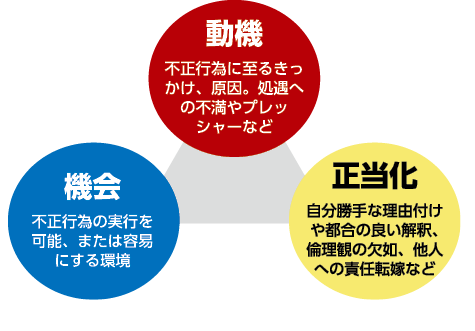 動機
不正行為に至るきっ
かけ、原因。処遇へ
の不満やプレッ
シャーなど
機会
不正行為の実行を
可能、または容易
にする環境
正当化
自分勝手な理由付け
や都合の良い解釈、
倫理観の欠如、他人
への責任転嫁など